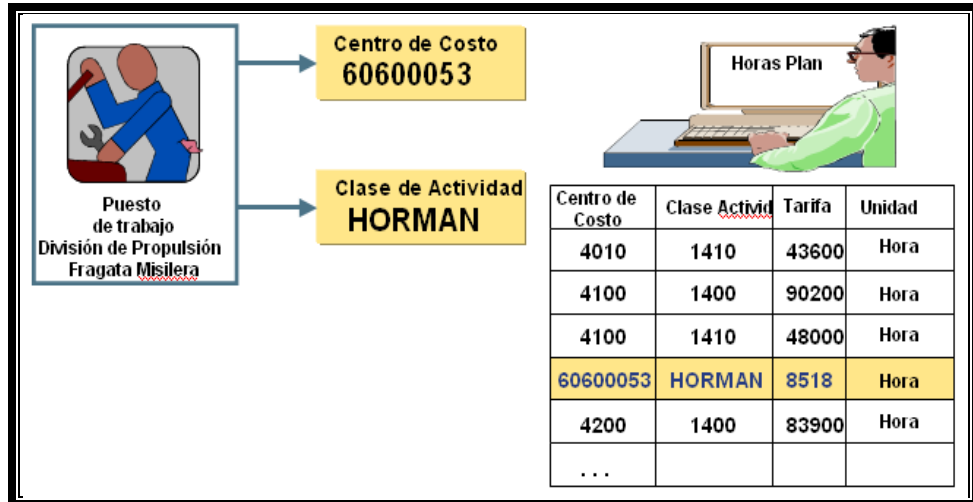 Centro de Costo
60600053
Clase de Actividad
HORMAN
Puesto
de trabajo
División de Propulsión
Fragata Misilera
Horas Plan
Centro de Costo | Clase Activid | Tarifa | Unidad
4010 | 1410 | 43600 | Hora
4100 | 1400 | 90200 | Hora
4100 | 1410 | 48000 | Hora
60600053 | HORMAN | 8518 | Hora
4200 | 1400 | 83900 | Hora
. . .